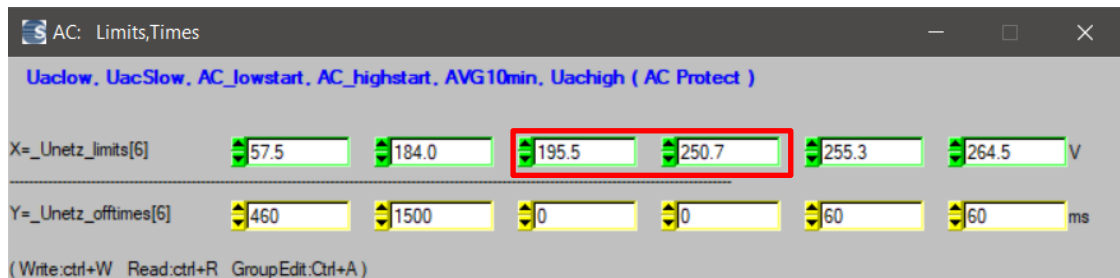 AC: Limits,Times
Uaclow, UacSlow, AC_lowstart, AC_highstart, AVG10min, Uachigh ( AC Protect )
X=_Unetz_limits[6] 57.5 184.0 195.5 250.7 255.3 264.5 V
Y=_Unetz_offtimes[6] 460 1500 0 0 60 60 ms
( Write:ctrl+W Read:ctrl+R GroupEdit:Ctrl+A )